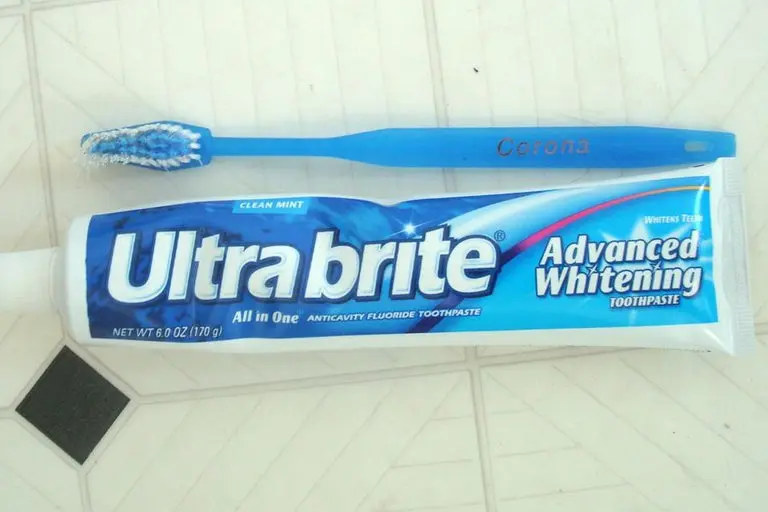 Corona
CLEAN MINT
Ultra brite®
WHITENS TEETH
Advanced
Whitening
TOOTHPASTE
All in One ANTICAVITY FLUORIDE TOOTHPASTE
NET WT 6.0 OZ (170 g)